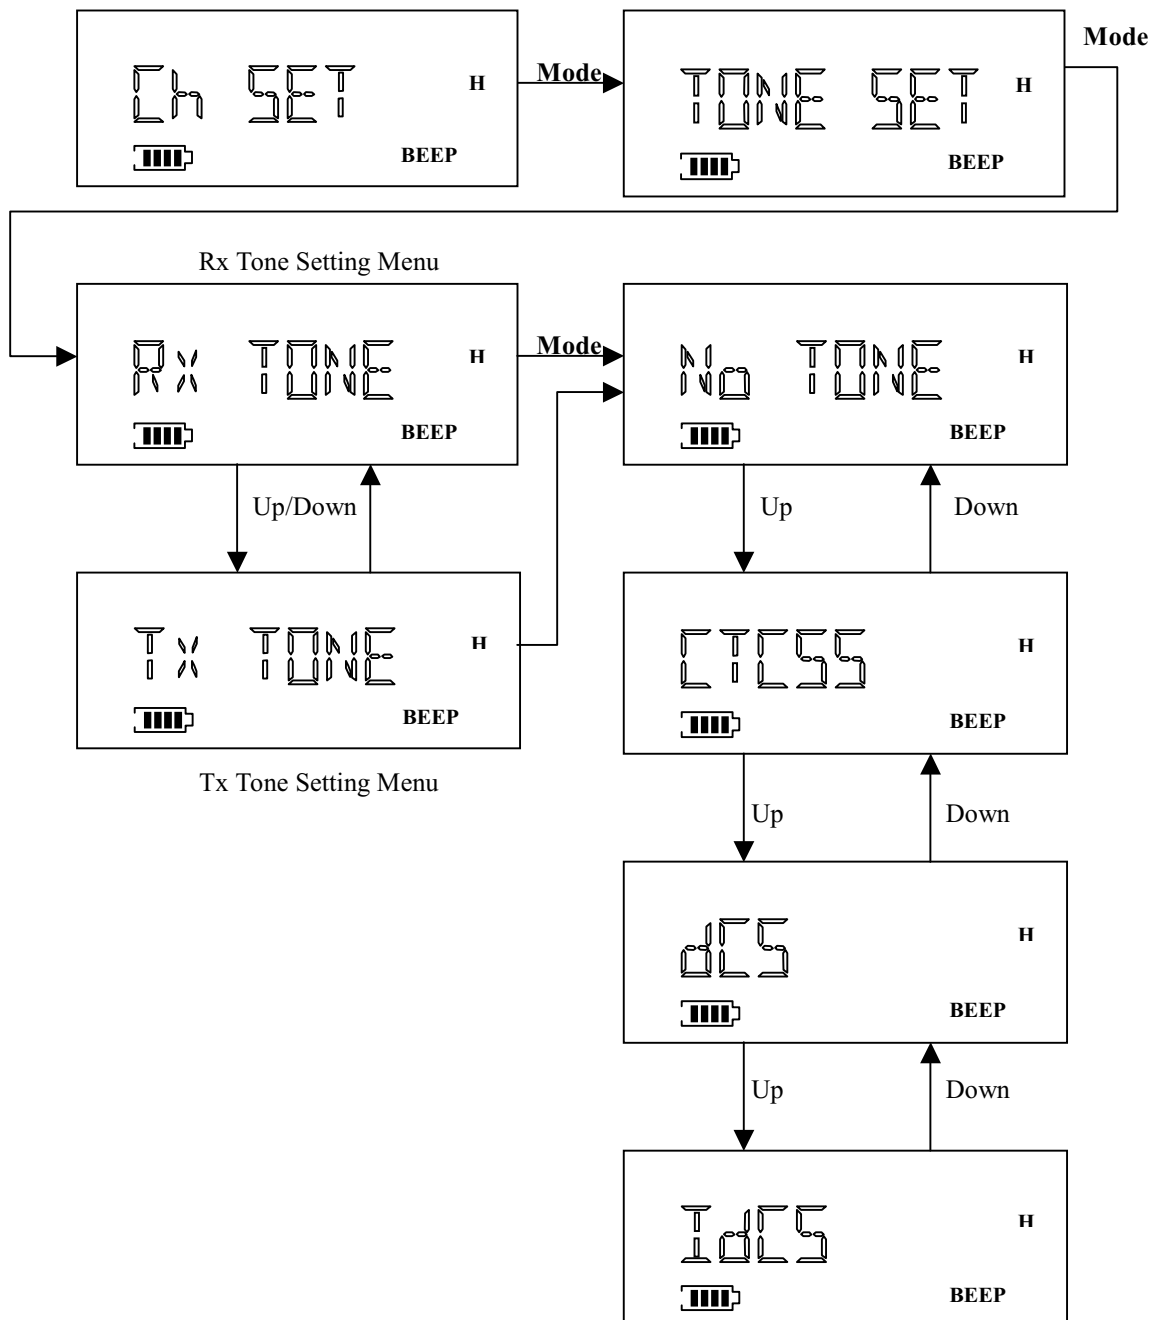 Mode
Ch SET
H
Mode
TONE SET
H
BEEP
BEEP
Rx Tone Setting Menu
Rx TONE
H
Mode
No TONE
H
BEEP
BEEP
Up/Down
Up
Down
Tx TONE
H
CTCSS
H
BEEP
BEEP
Tx Tone Setting Menu
Up
Down
dCS
H
BEEP
Up
Down
IdCS
H
BEEP